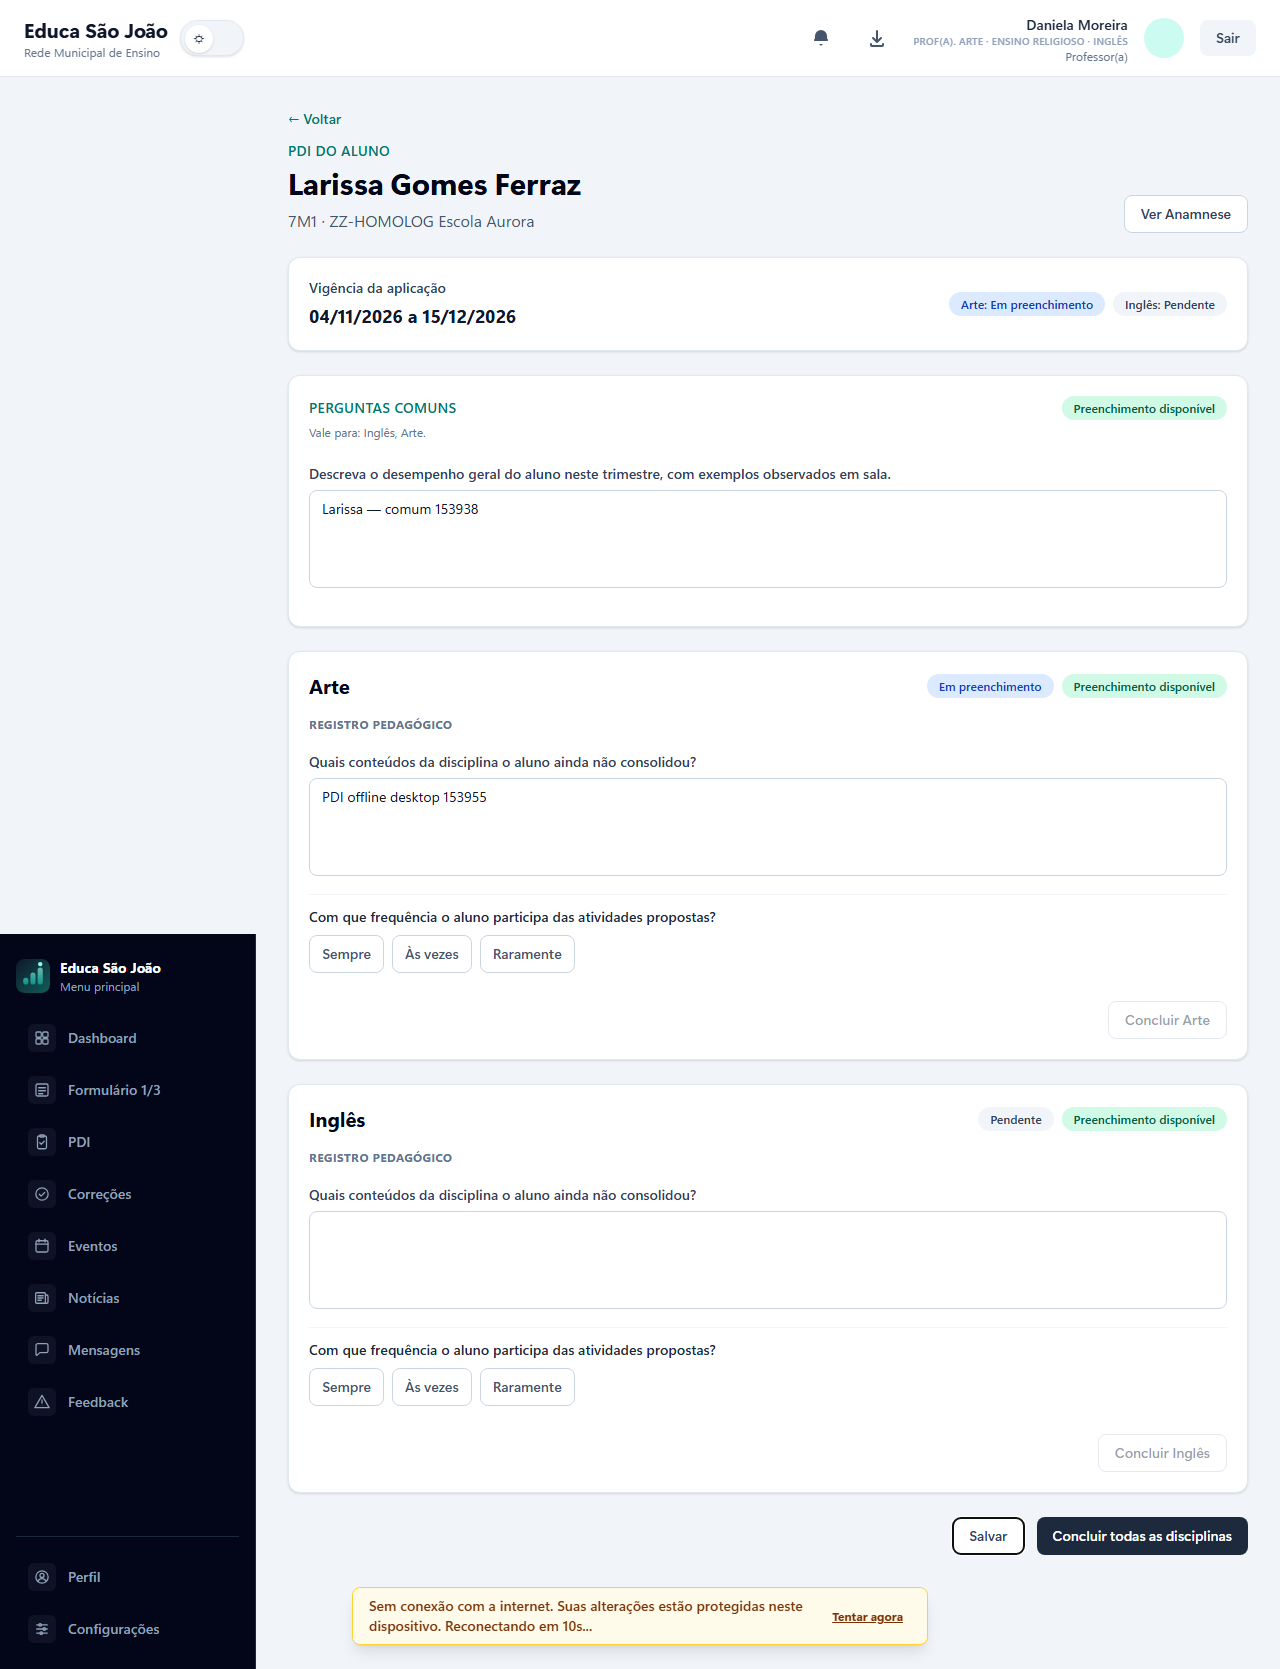 Educa São João
Rede Municipal de Ensino
Daniela Moreira
PROF(A). ARTE · ENSINO RELIGIOSO · INGLÊS
Professor(a)
Sair
← Voltar
PDI DO ALUNO
Larissa Gomes Ferraz
7M1 · ZZ-HOMOLOG Escola Aurora
Ver Anamnese
Vigência da aplicação
04/11/2026 a 15/12/2026
Arte: Em preenchimento
Inglês: Pendente
PERGUNTAS COMUNS
Preenchimento disponível
Vale para: Inglês, Arte.
Descreva o desempenho geral do aluno neste trimestre, com exemplos observados em sala.
Larissa — comum 153938
Arte
Em preenchimento
Preenchimento disponível
REGISTRO PEDAGÓGICO
Quais conteúdos da disciplina o aluno ainda não consolidou?
PDI offline desktop 153955
Com que frequência o aluno participa das atividades propostas?
Sempre
Às vezes
Raramente
Concluir Arte
Inglês
Pendente
Preenchimento disponível
REGISTRO PEDAGÓGICO
Quais conteúdos da disciplina o aluno ainda não consolidou?
Com que frequência o aluno participa das atividades propostas?
Sempre
Às vezes
Raramente
Concluir Inglês
Salvar
Concluir todas as disciplinas
Educa São João
Menu principal
Dashboard
Formulário 1/3
PDI
Correções
Eventos
Notícias
Mensagens
Feedback
Perfil
Configurações
Sem conexão com a internet. Suas alterações estão protegidas neste
dispositivo. Reconectando em 10s...
Tentar agora